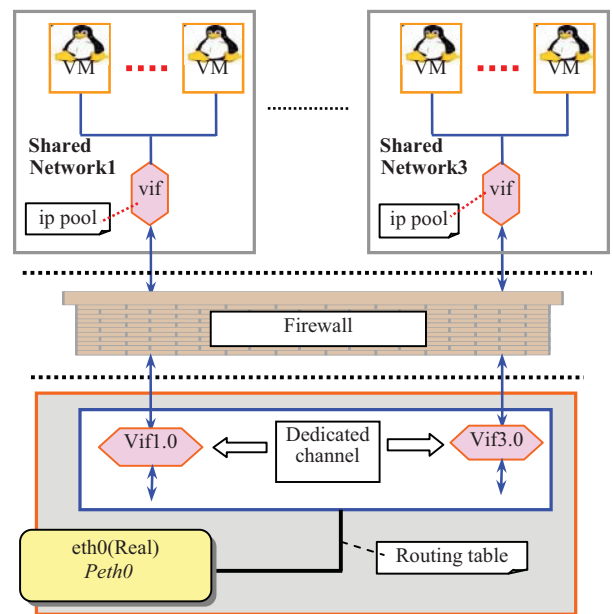 VM
VM
VM
VM
Shared
Network1
vif
ip pool
Shared
Network3
vif
ip pool
Firewall
Vif1.0
Dedicated
channel
Vif3.0
eth0(Real)
Peth0
Routing table